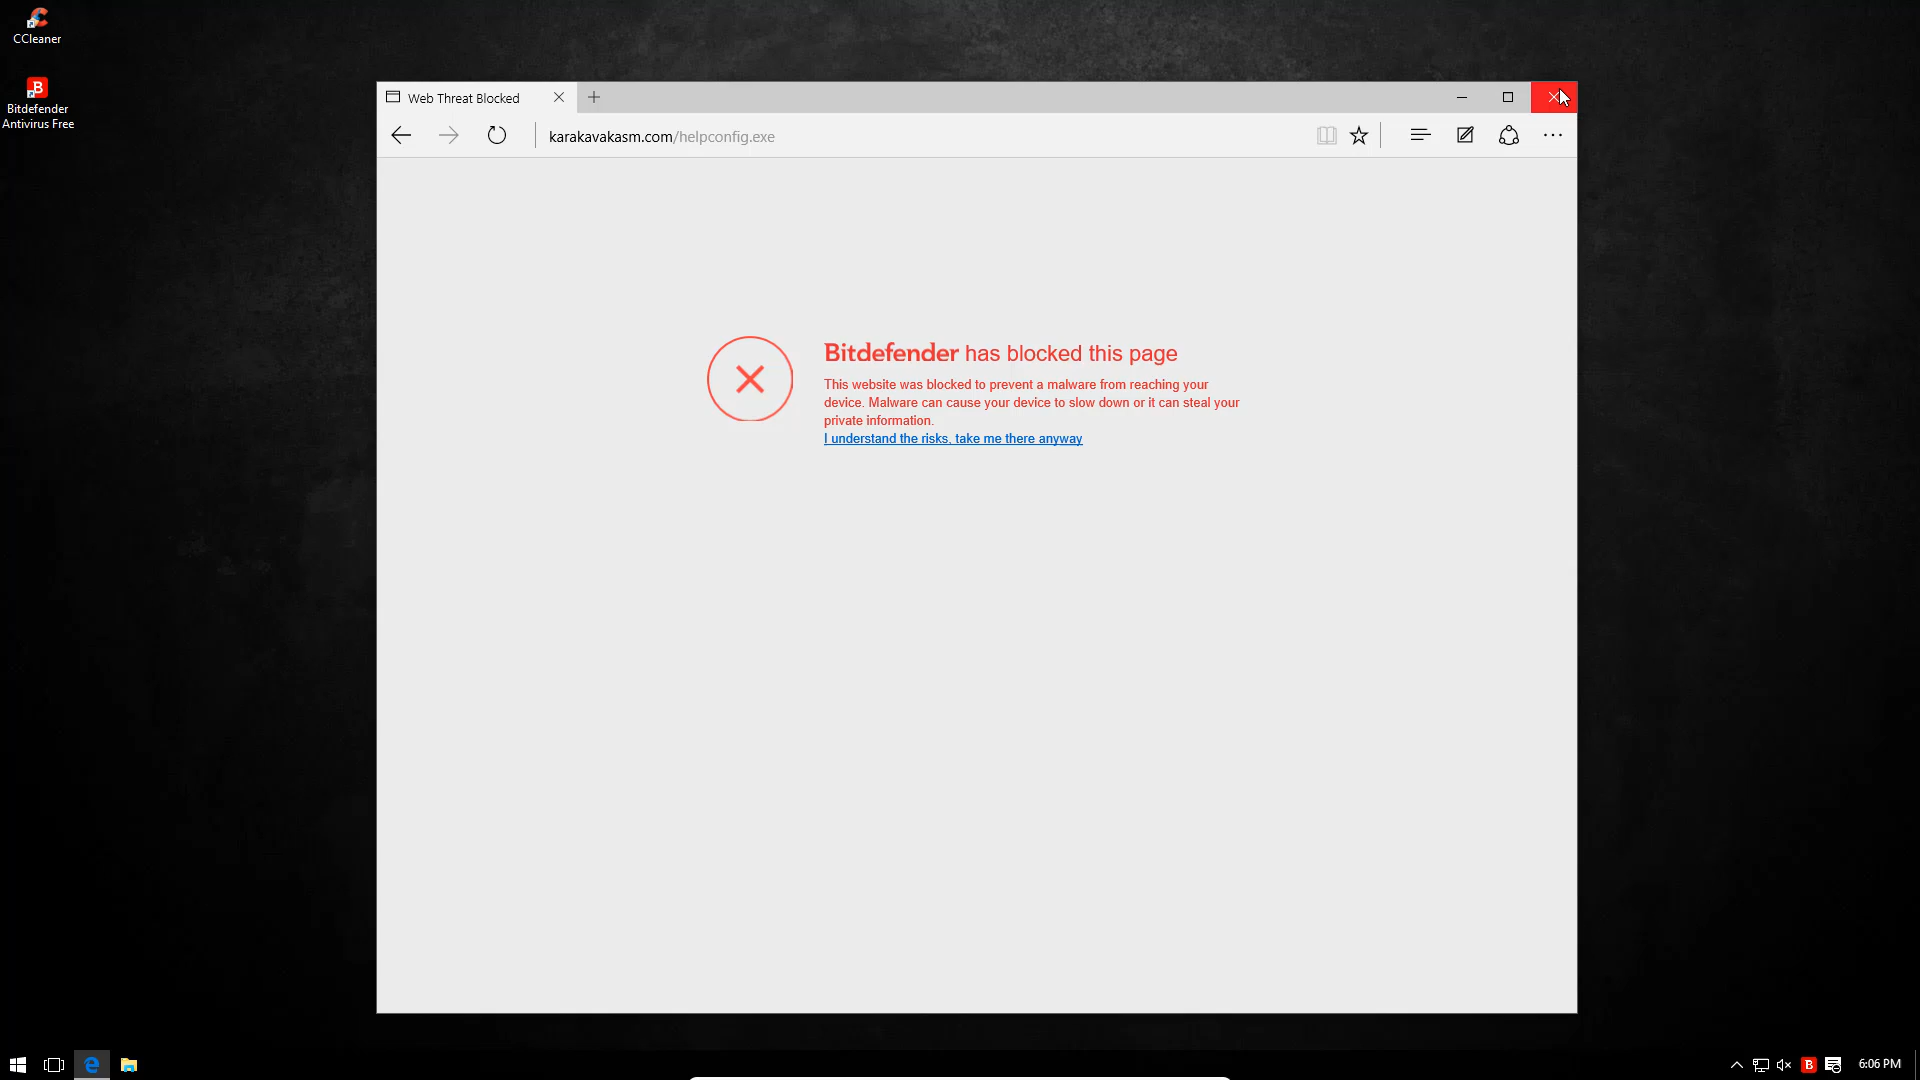 CCleaner
Bitdefender
Antivirus Free
Web Threat Blocked
karakavakasm.com/helpconfig.exe
Bitdefender has blocked this page
This website was blocked to prevent a malware from reaching your
device. Malware can cause your device to slow down or it can steal your
private information.
I understand the risks, take me there anyway
6:06 PM